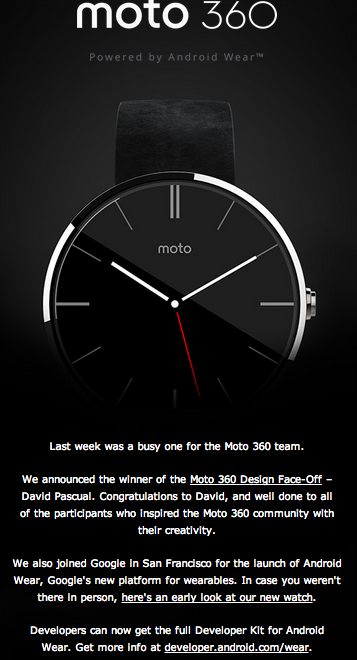 moto 360
Powered by Android Wear™
moto
Last week was a busy one for the Moto 360 team.
We announced the winner of the Moto 360 Design Face-Off –
David Pascual. Congratulations to David, and well done to all
of the participants who inspired the Moto 360 community with
their creativity.
We also joined Google in San Francisco for the launch of Android
Wear, Google's new platform for wearables. In case you weren't
there in person, here's an early look at our new watch.
Developers can now get the full Developer Kit for Android
Wear. Get more info at developer.android.com/wear.